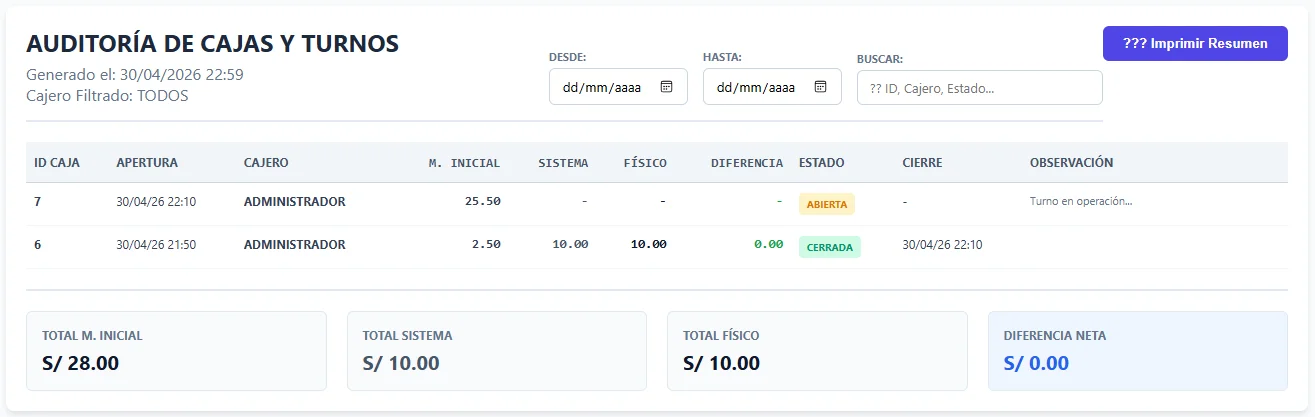 AUDITORÍA DE CAJAS Y TURNOS
Generado el: 30/04/2026 22:59
Cajero Filtrado: TODOS
DESDE:
dd/mm/aaaa
HASTA:
dd/mm/aaaa
BUSCAR:
?? ID, Cajero, Estado...
??? Imprimir Resumen
ID CAJA APERTURA CAJERO M. INICIAL SISTEMA FÍSICO DIFERENCIA ESTADO CIERRE OBSERVACIÓN
7 30/04/26 22:10 ADMINISTRADOR 25.50 - - - ABIERTA - Turno en operación...
6 30/04/26 21:50 ADMINISTRADOR 2.50 10.00 10.00 0.00 CERRADA 30/04/26 22:10
TOTAL M. INICIAL
S/ 28.00
TOTAL SISTEMA
S/ 10.00
TOTAL FÍSICO
S/ 10.00
DIFERENCIA NETA
S/ 0.00